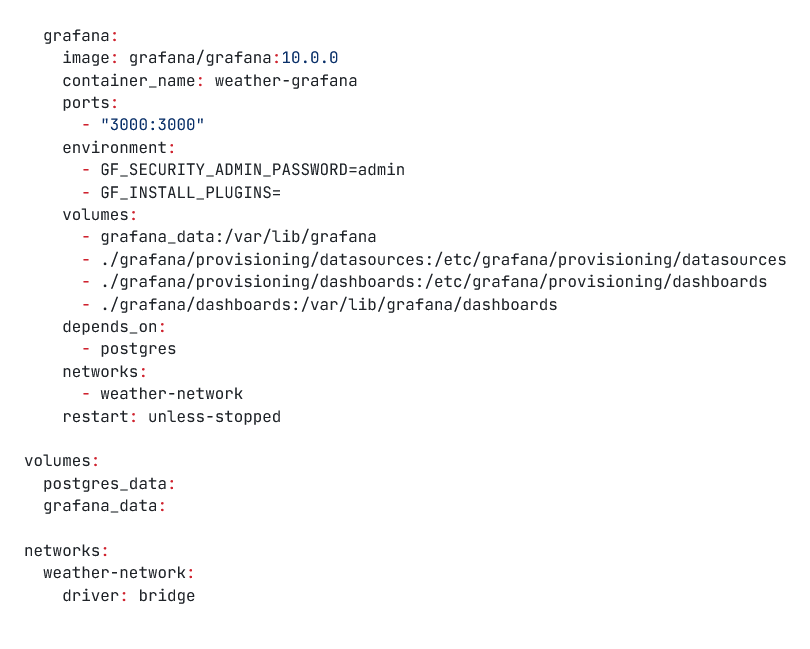 grafana:
image: grafana/grafana:10.0.0
container_name: weather-grafana
ports:
- "3000:3000"
environment:
- GF_SECURITY_ADMIN_PASSWORD=admin
- GF_INSTALL_PLUGINS=
volumes:
- grafana_data:/var/lib/grafana
- ./grafana/provisioning/datasources:/etc/grafana/provisioning/datasources
- ./grafana/provisioning/dashboards:/etc/grafana/provisioning/dashboards
- ./grafana/dashboards:/var/lib/grafana/dashboards
depends_on:
- postgres
networks:
- weather-network
restart: unless-stopped
volumes:
postgres_data:
grafana_data:
networks:
weather-network:
driver: bridge